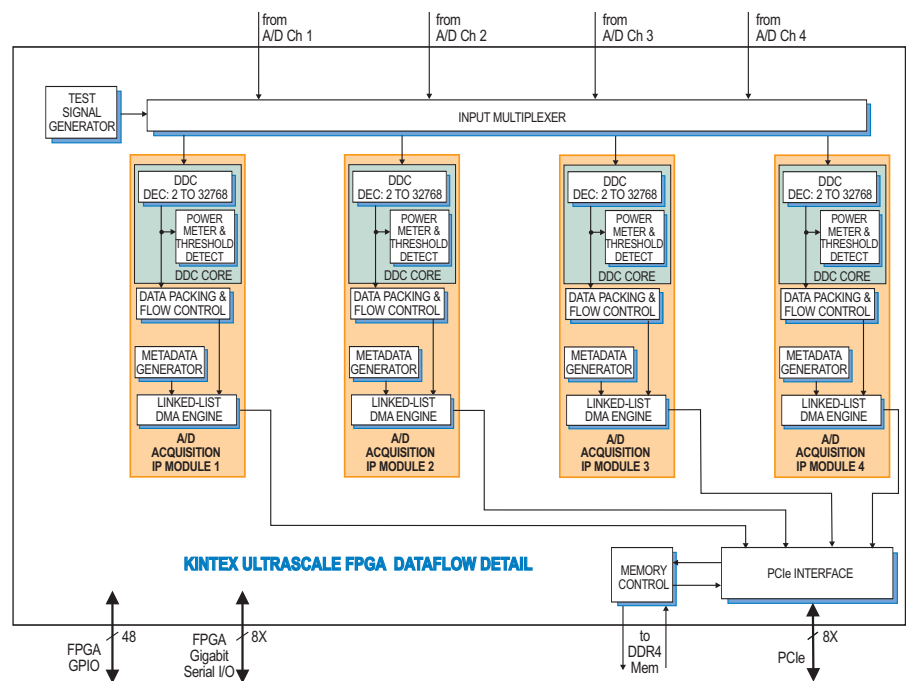 from
A/D Ch 1
from
A/D Ch 2
from
A/D Ch 3
from
A/D Ch 4
TEST
SIGNAL
GENERATOR
INPUT MULTIPLEXER
DDC
DEC: 2 TO 32768
POWER
METER &
THRESHOLD
DETECT
DDC CORE
DATA PACKING &
FLOW CONTROL
METADATA
GENERATOR
LINKED-LIST
DMA ENGINE
A/D
ACQUISITION
IP MODULE 1
DDC
DEC: 2 TO 32768
POWER
METER &
THRESHOLD
DETECT
DDC CORE
DATA PACKING &
FLOW CONTROL
METADATA
GENERATOR
LINKED-LIST
DMA ENGINE
A/D
ACQUISITION
IP MODULE 2
DDC
DEC: 2 TO 32768
POWER
METER &
THRESHOLD
DETECT
DDC CORE
DATA PACKING &
FLOW CONTROL
METADATA
GENERATOR
LINKED-LIST
DMA ENGINE
A/D
ACQUISITION
IP MODULE 3
DDC
DEC: 2 TO 32768
POWER
METER &
THRESHOLD
DETECT
DDC CORE
DATA PACKING &
FLOW CONTROL
METADATA
GENERATOR
LINKED-LIST
DMA ENGINE
A/D
ACQUISITION
IP MODULE 4
KINTEX ULTRASCALE FPGA DATAFLOW DETAIL
MEMORY
CONTROL
PCIe INTERFACE
48
FPGA
GPIO
8X
FPGA
Gigabit
Serial I/O
to
DDR4
Mem
8X
PCIe